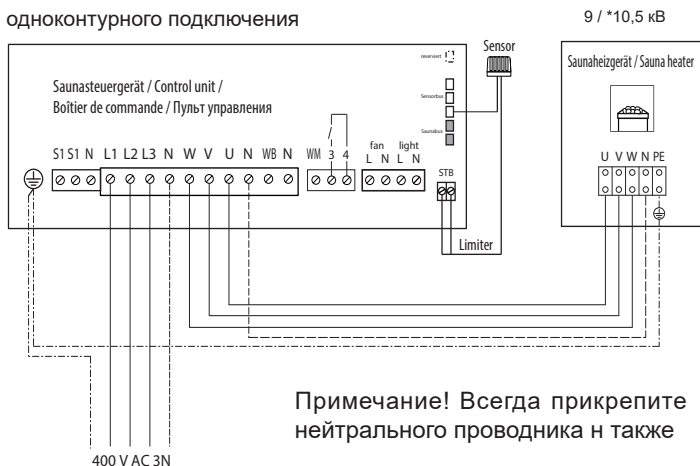 одноконтурного подключения
9 / *10,5 кВ
reserviert
Sensor
Saunasteuergerät / Control unit /
Boîtier de commande / Пульт управления
Saunaheizgerät / Sauna heater
Sensorbus
Saunabus
fan light
S1 S1 N L1 L2 L3 N W V U N WB N WM 3 4 L N L N
STB
U V W N PE
Limiter
Примечание! Всегда прикрепите
нейтрального проводника н также
400 V AC 3N